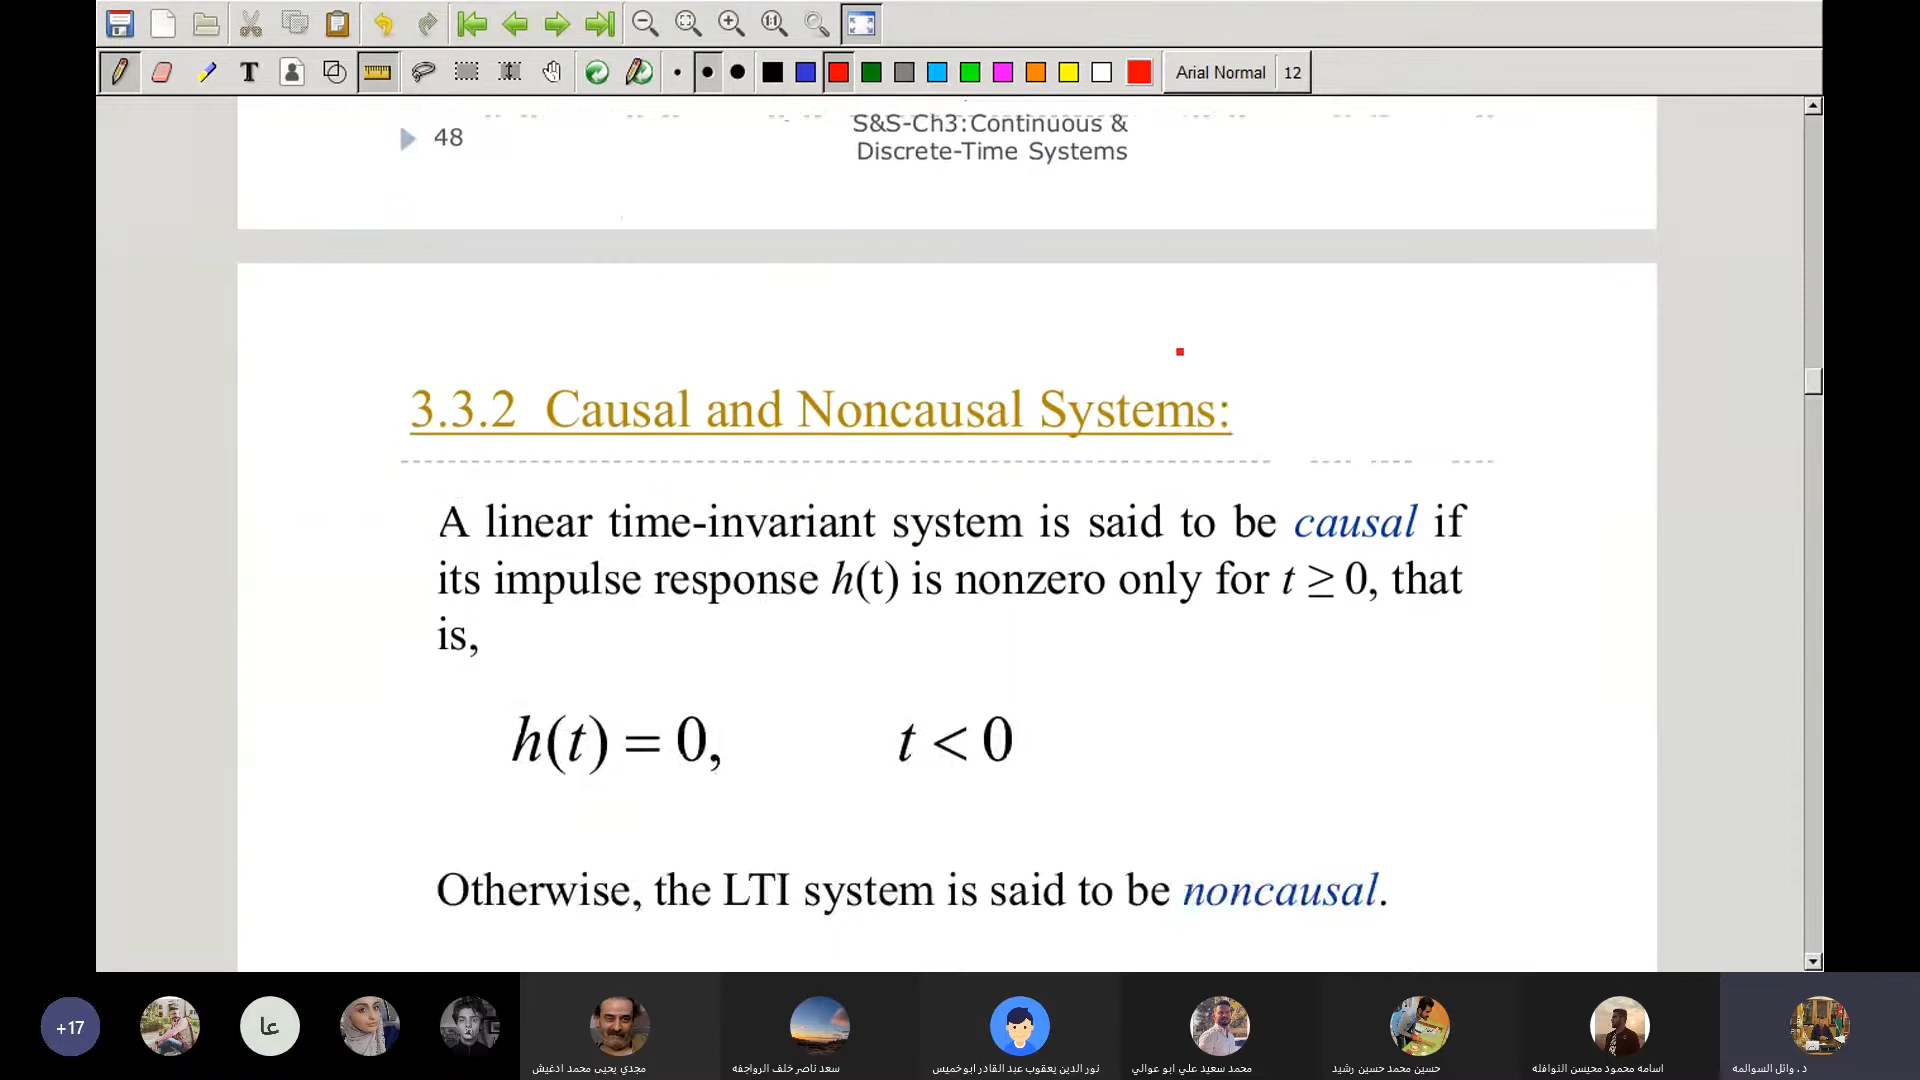 T
1:1
Arial Normal 12
48
S&S-Ch3:Continuous &
Discrete-Time Systems
3.3.2 Causal and Noncausal Systems:
A linear time-invariant system is said to be causal if
its impulse response h(t) is nonzero only for t ≥ 0, that
is,
h(t) = 0, t < 0
Otherwise, the LTI system is said to be noncausal.
+17
عا
مجدي يحيى محمد ادغيش
سعد ناصر خلف الرواجفه
نور الدين يعقوب عبد القادر ابوخميس
محمد سعيد علي ابو عوالي
حسين محمد حسين رشيد
اسامه محمود محيسن النوافله
د. وائل السوالمه